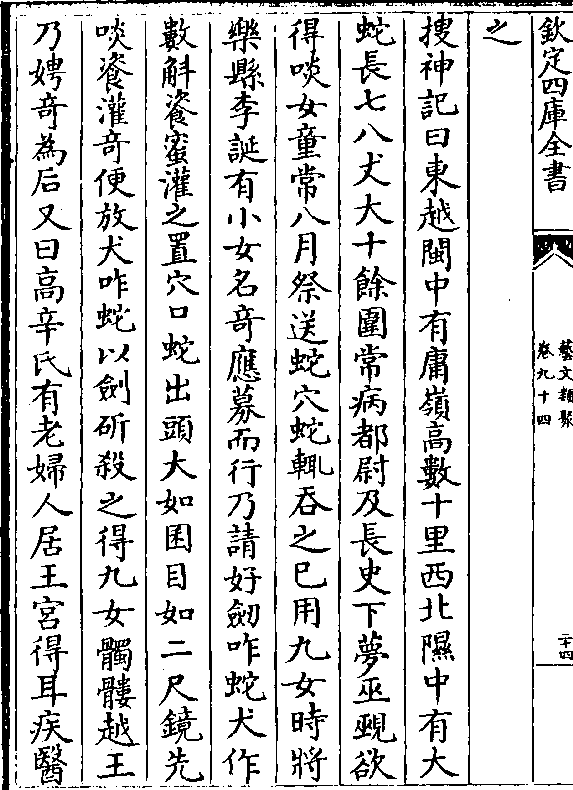 欽定四庫全書
藝文類聚
卷九十四
二十四
之
搜神記曰東越閩中有庸嶺高數十里西北隰中有大
蛇長七八丈大十餘圍常病都尉及長史下夢巫覡欲
得啖女童常八月祭送蛇穴蛇輒吞之已用九女時將
樂縣李誕有小女名奇應募而行乃請好劒咋蛇犬作
數斛餈蜜灌之置穴口蛇出頭大如囷目如二尺鏡先
啖餈灌奇便放犬咋蛇以劍斫殺之得九女髑髏越王
乃娉奇為后又曰高辛氏有老婦人居王宮得耳疾醫